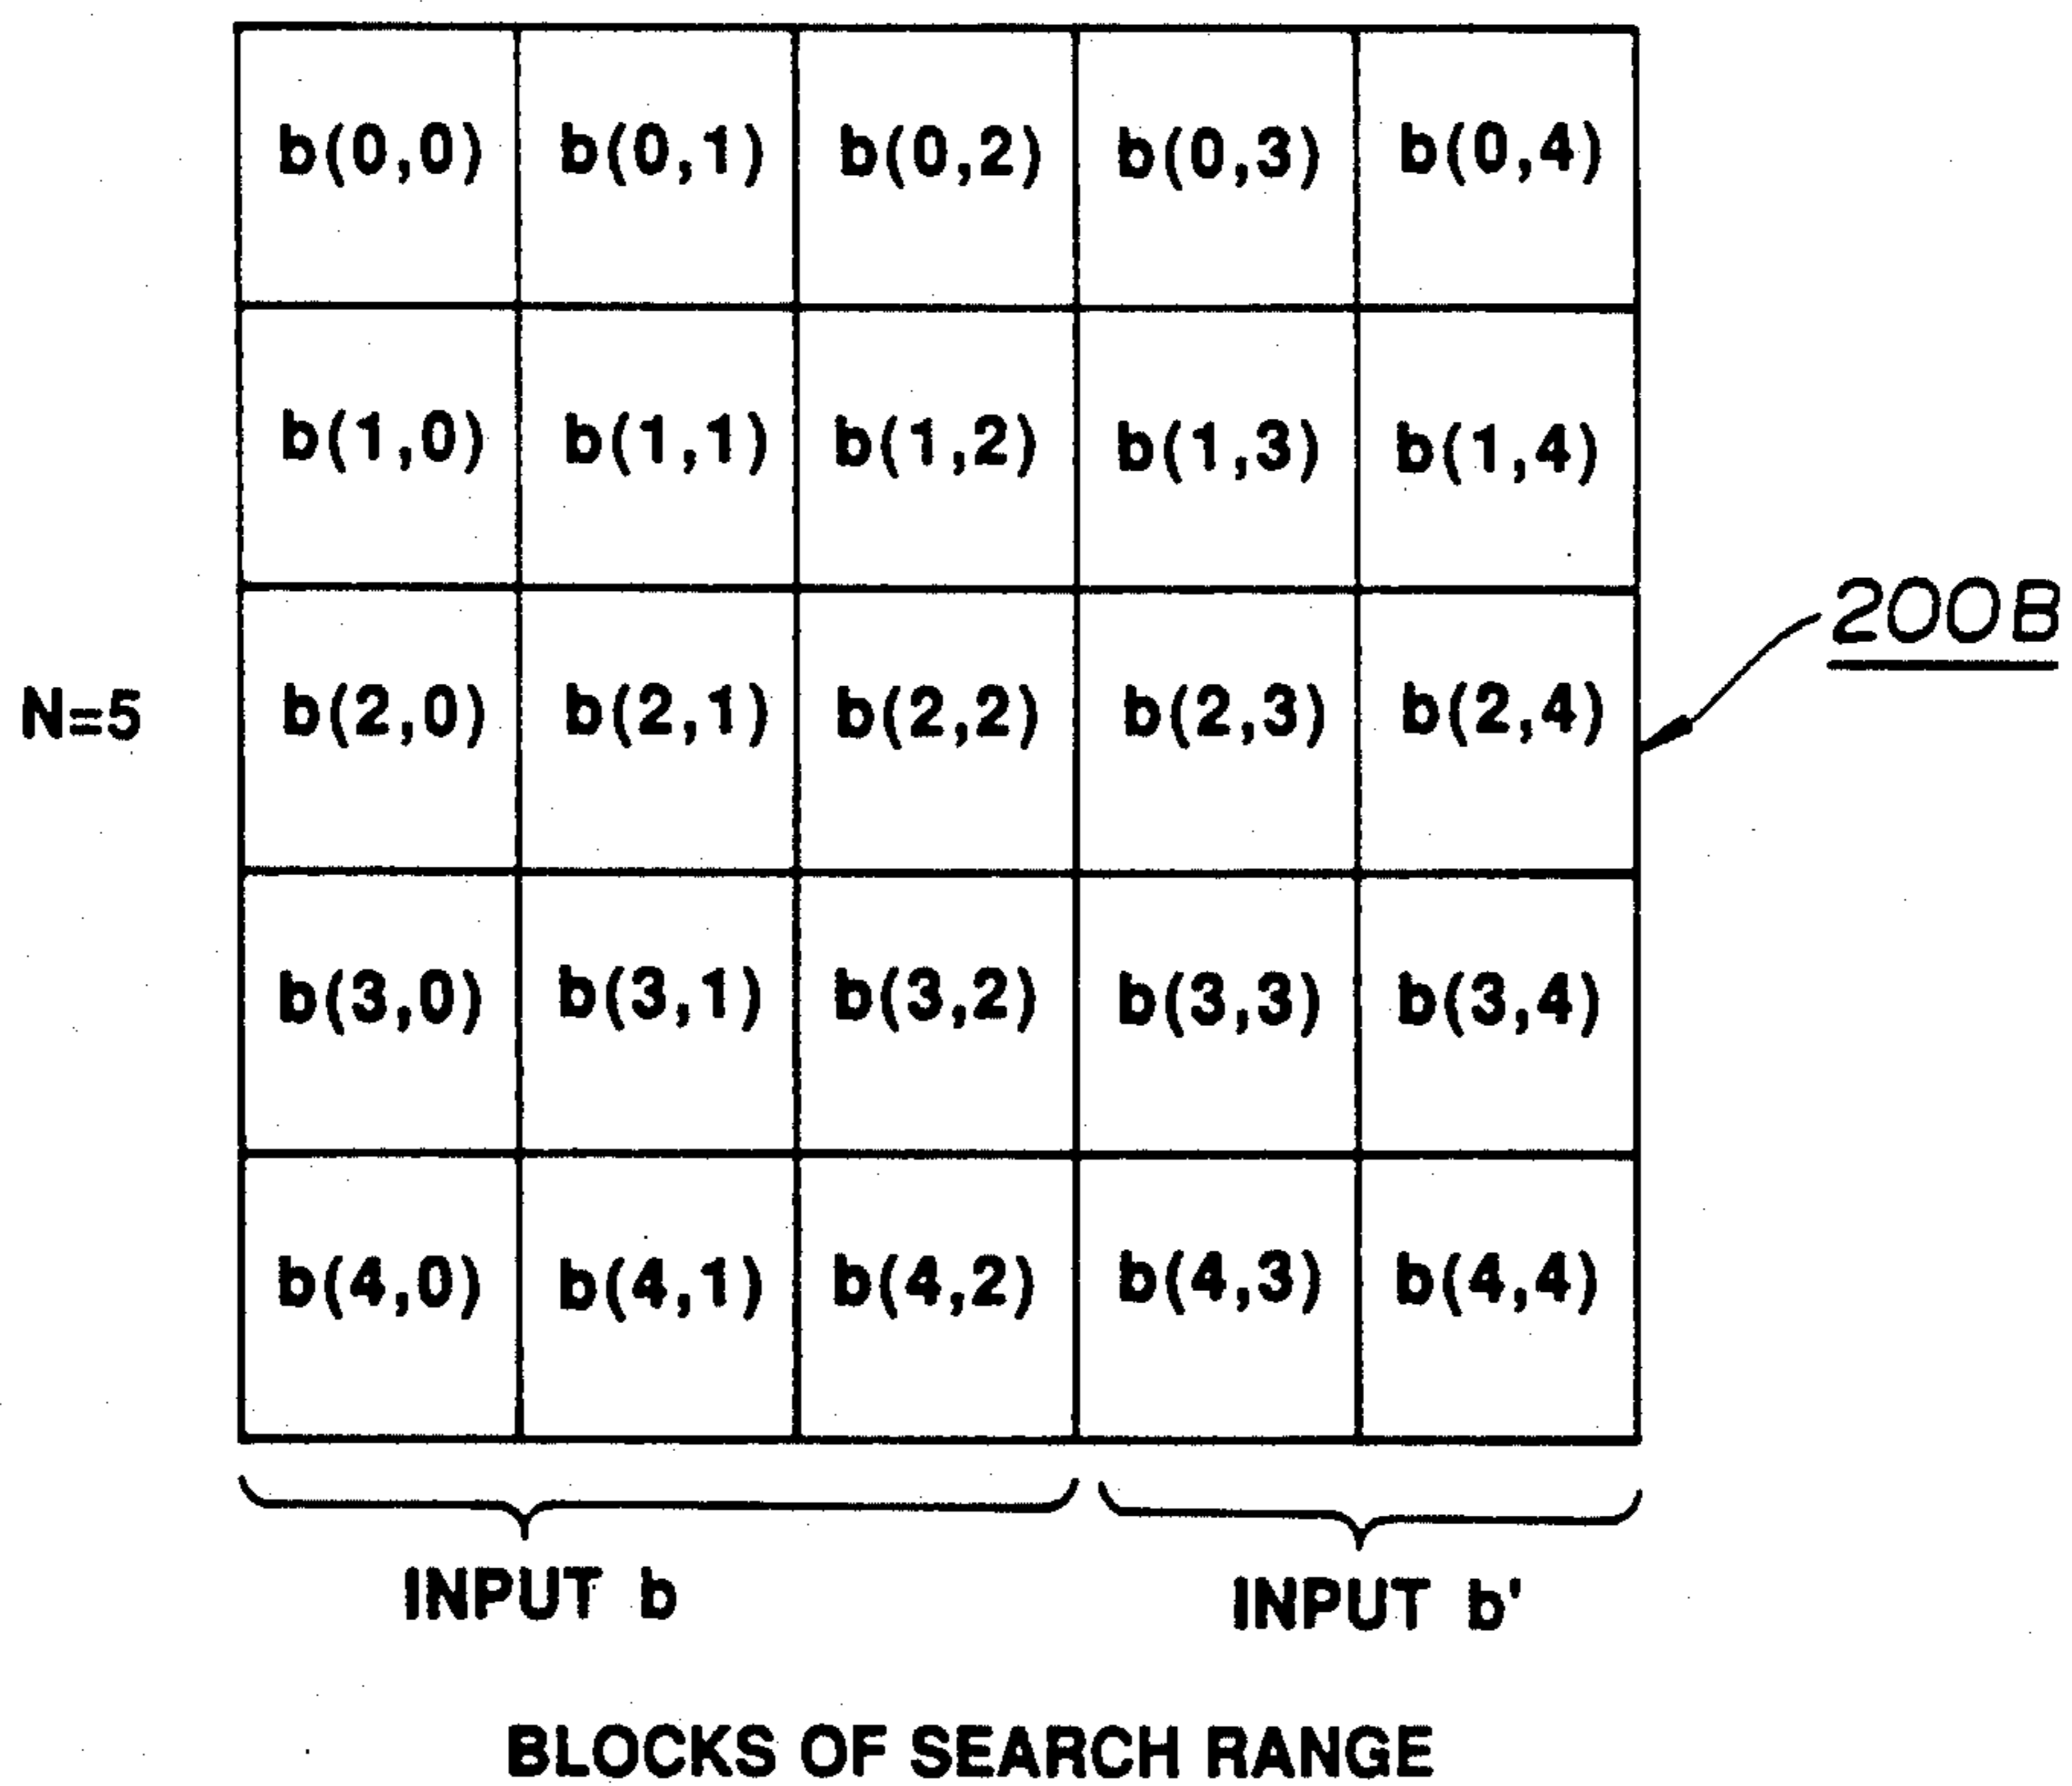 b(0,0) b(0,1) b(0,2) b(0,3) b(0,4)
b(1,0) b(1,1) b(1,2) b(1,3) b(1,4)
200B
N=5 b(2,0) b(2,1) b(2,2) b(2,3) b(2,4)
b(3,0) b(3,1) b(3,2) b(3,3) b(3,4)
b(4,0) b(4,1) b(4,2) b(4,3) b(4,4)
INPUT b INPUT b'
BLOCKS OF SEARCH RANGE